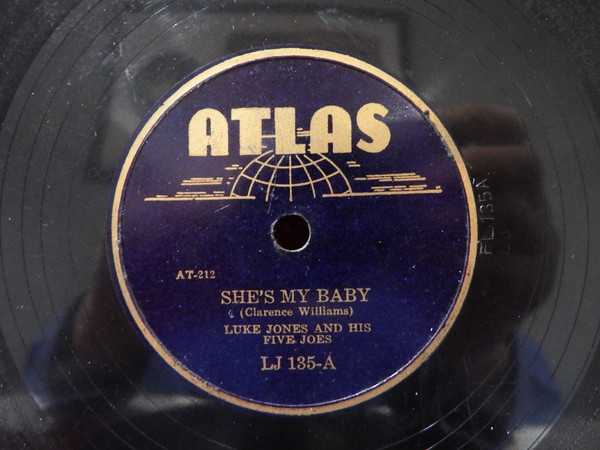 ATLAS
AT-212
SHE'S MY BABY
(Clarence Williams)
LUKE JONES AND HIS
FIVE JOES
LJ 135-A